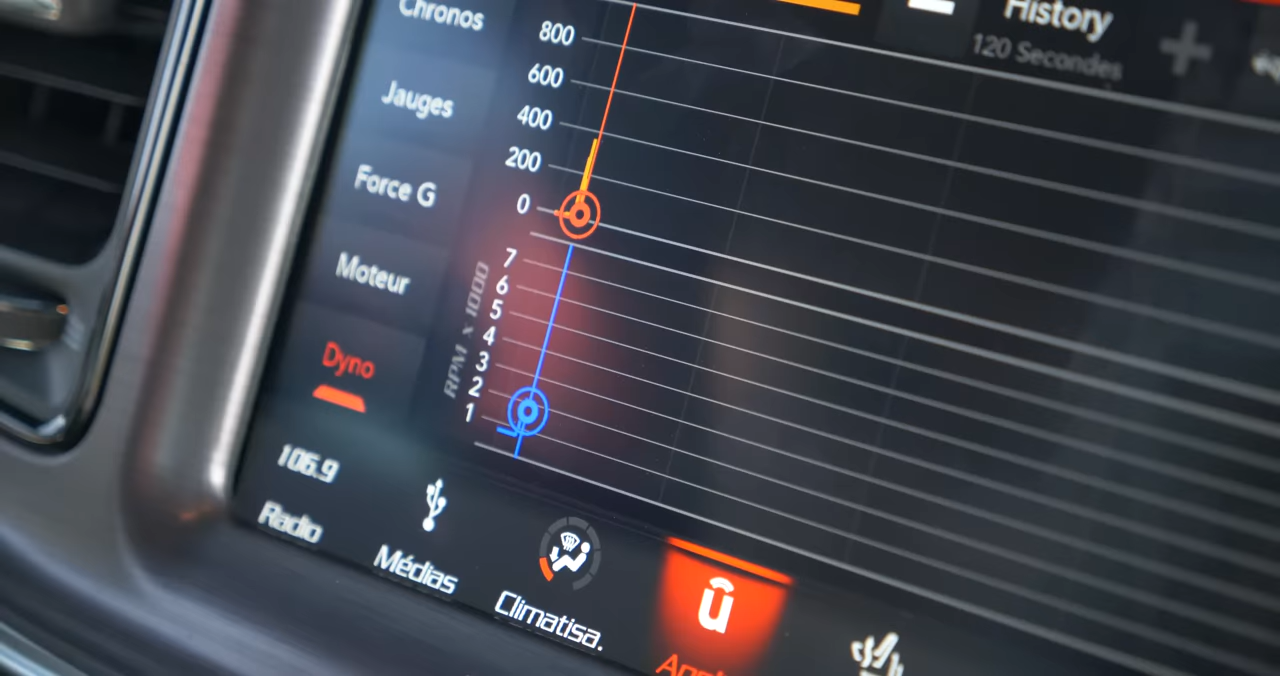 Chronos
Jauges
Force G
Moteur
Dyno
800
600
400
200
0
RPM x 1000
7
6
5
4
3
2
1
History
120 Secondes
106.9
Radio
Médias
Climatisa.